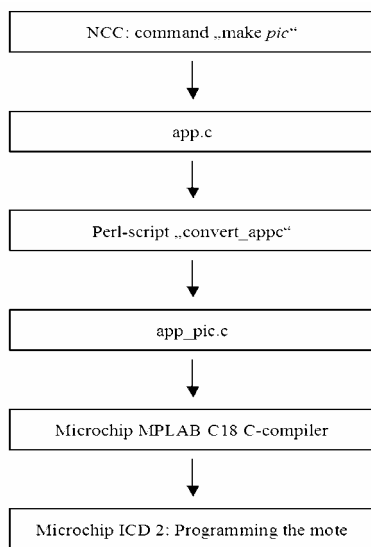 NCC: command „make pic“
app.c
Perl-script „convert_appc“
app_pic.c
Microchip MPLAB C18 C-compiler
Microchip ICD 2: Programming the mote